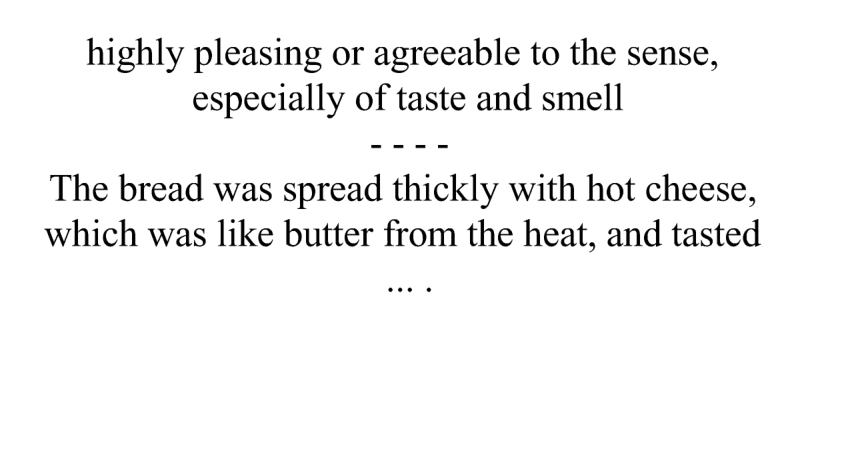 highly pleasing or agreeable to the sense,
especially of taste and smell
- - - -
The bread was spread thickly with hot cheese,
which was like butter from the heat, and tasted
... .